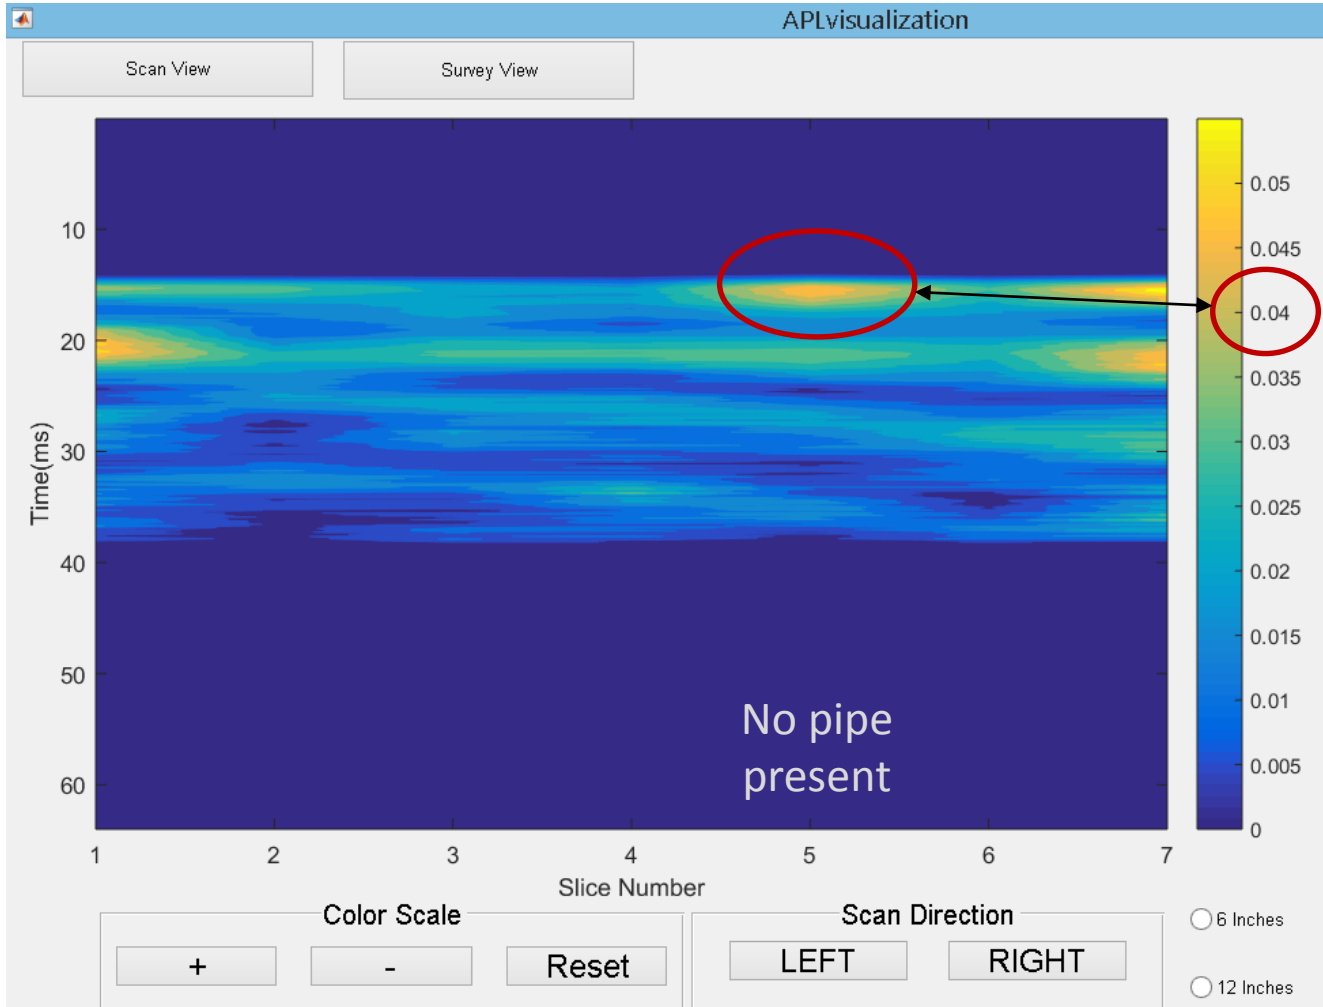 APLvisualization
Scan View
Survey View
10
20
30
40
50
60
Time(ms)
1
2
3
4
5
6
7
Slice Number
No pipe
present
0.05
0.045
0.04
0.035
0.03
0.025
0.02
0.015
0.01
0.005
0
Color Scale
+
-
Reset
Scan Direction
LEFT
RIGHT
6 Inches
12 Inches